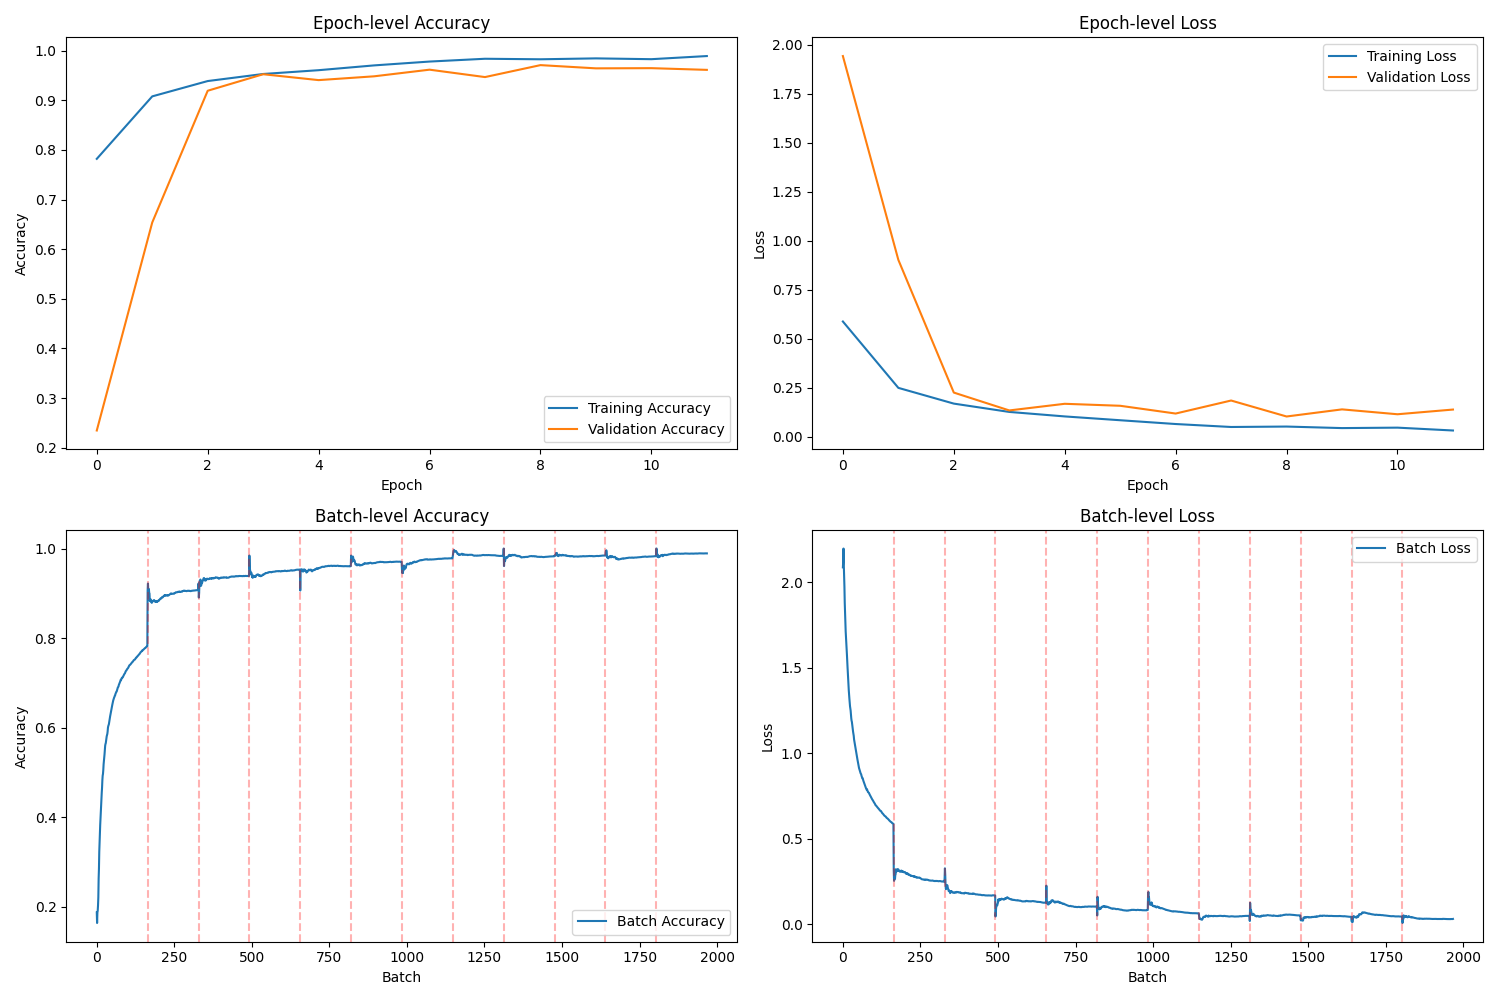 Epoch-level Accuracy
1.0
0.9
0.8
0.7
0.6
0.5
0.4
0.3
0.2
Accuracy
Training Accuracy
Validation Accuracy
0 2 4 6 8 10
Epoch
Epoch-level Loss
2.00
1.75
1.50
1.25
1.00
0.75
0.50
0.25
0.00
Loss
Training Loss
Validation Loss
0 2 4 6 8 10
Epoch
Batch-level Accuracy
1.0
0.8
0.6
0.4
0.2
Accuracy
Batch Accuracy
0 250 500 750 1000 1250 1500 1750 2000
Batch
Batch-level Loss
2.0
1.5
1.0
0.5
0.0
Loss
Batch Loss
0 250 500 750 1000 1250 1500 1750 2000
Batch